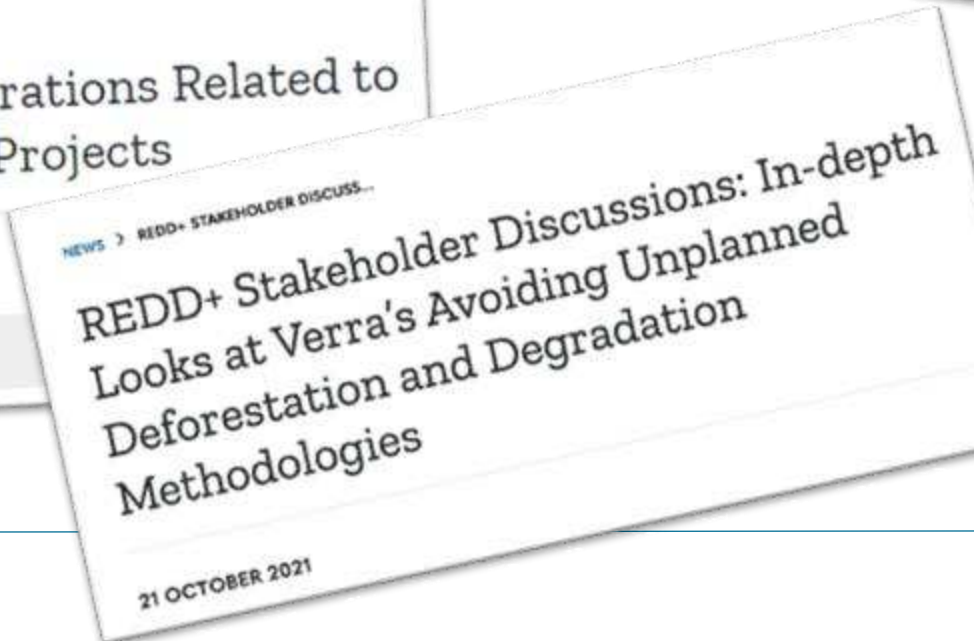 rations Related to
Projects
NEWS > REDD+ STAKEHOLDER DISCUSS...
REDD+ Stakeholder Discussions: In-depth
Looks at Verra's Avoiding Unplanned
Deforestation and Degradation
Methodologies
21 OCTOBER 2021